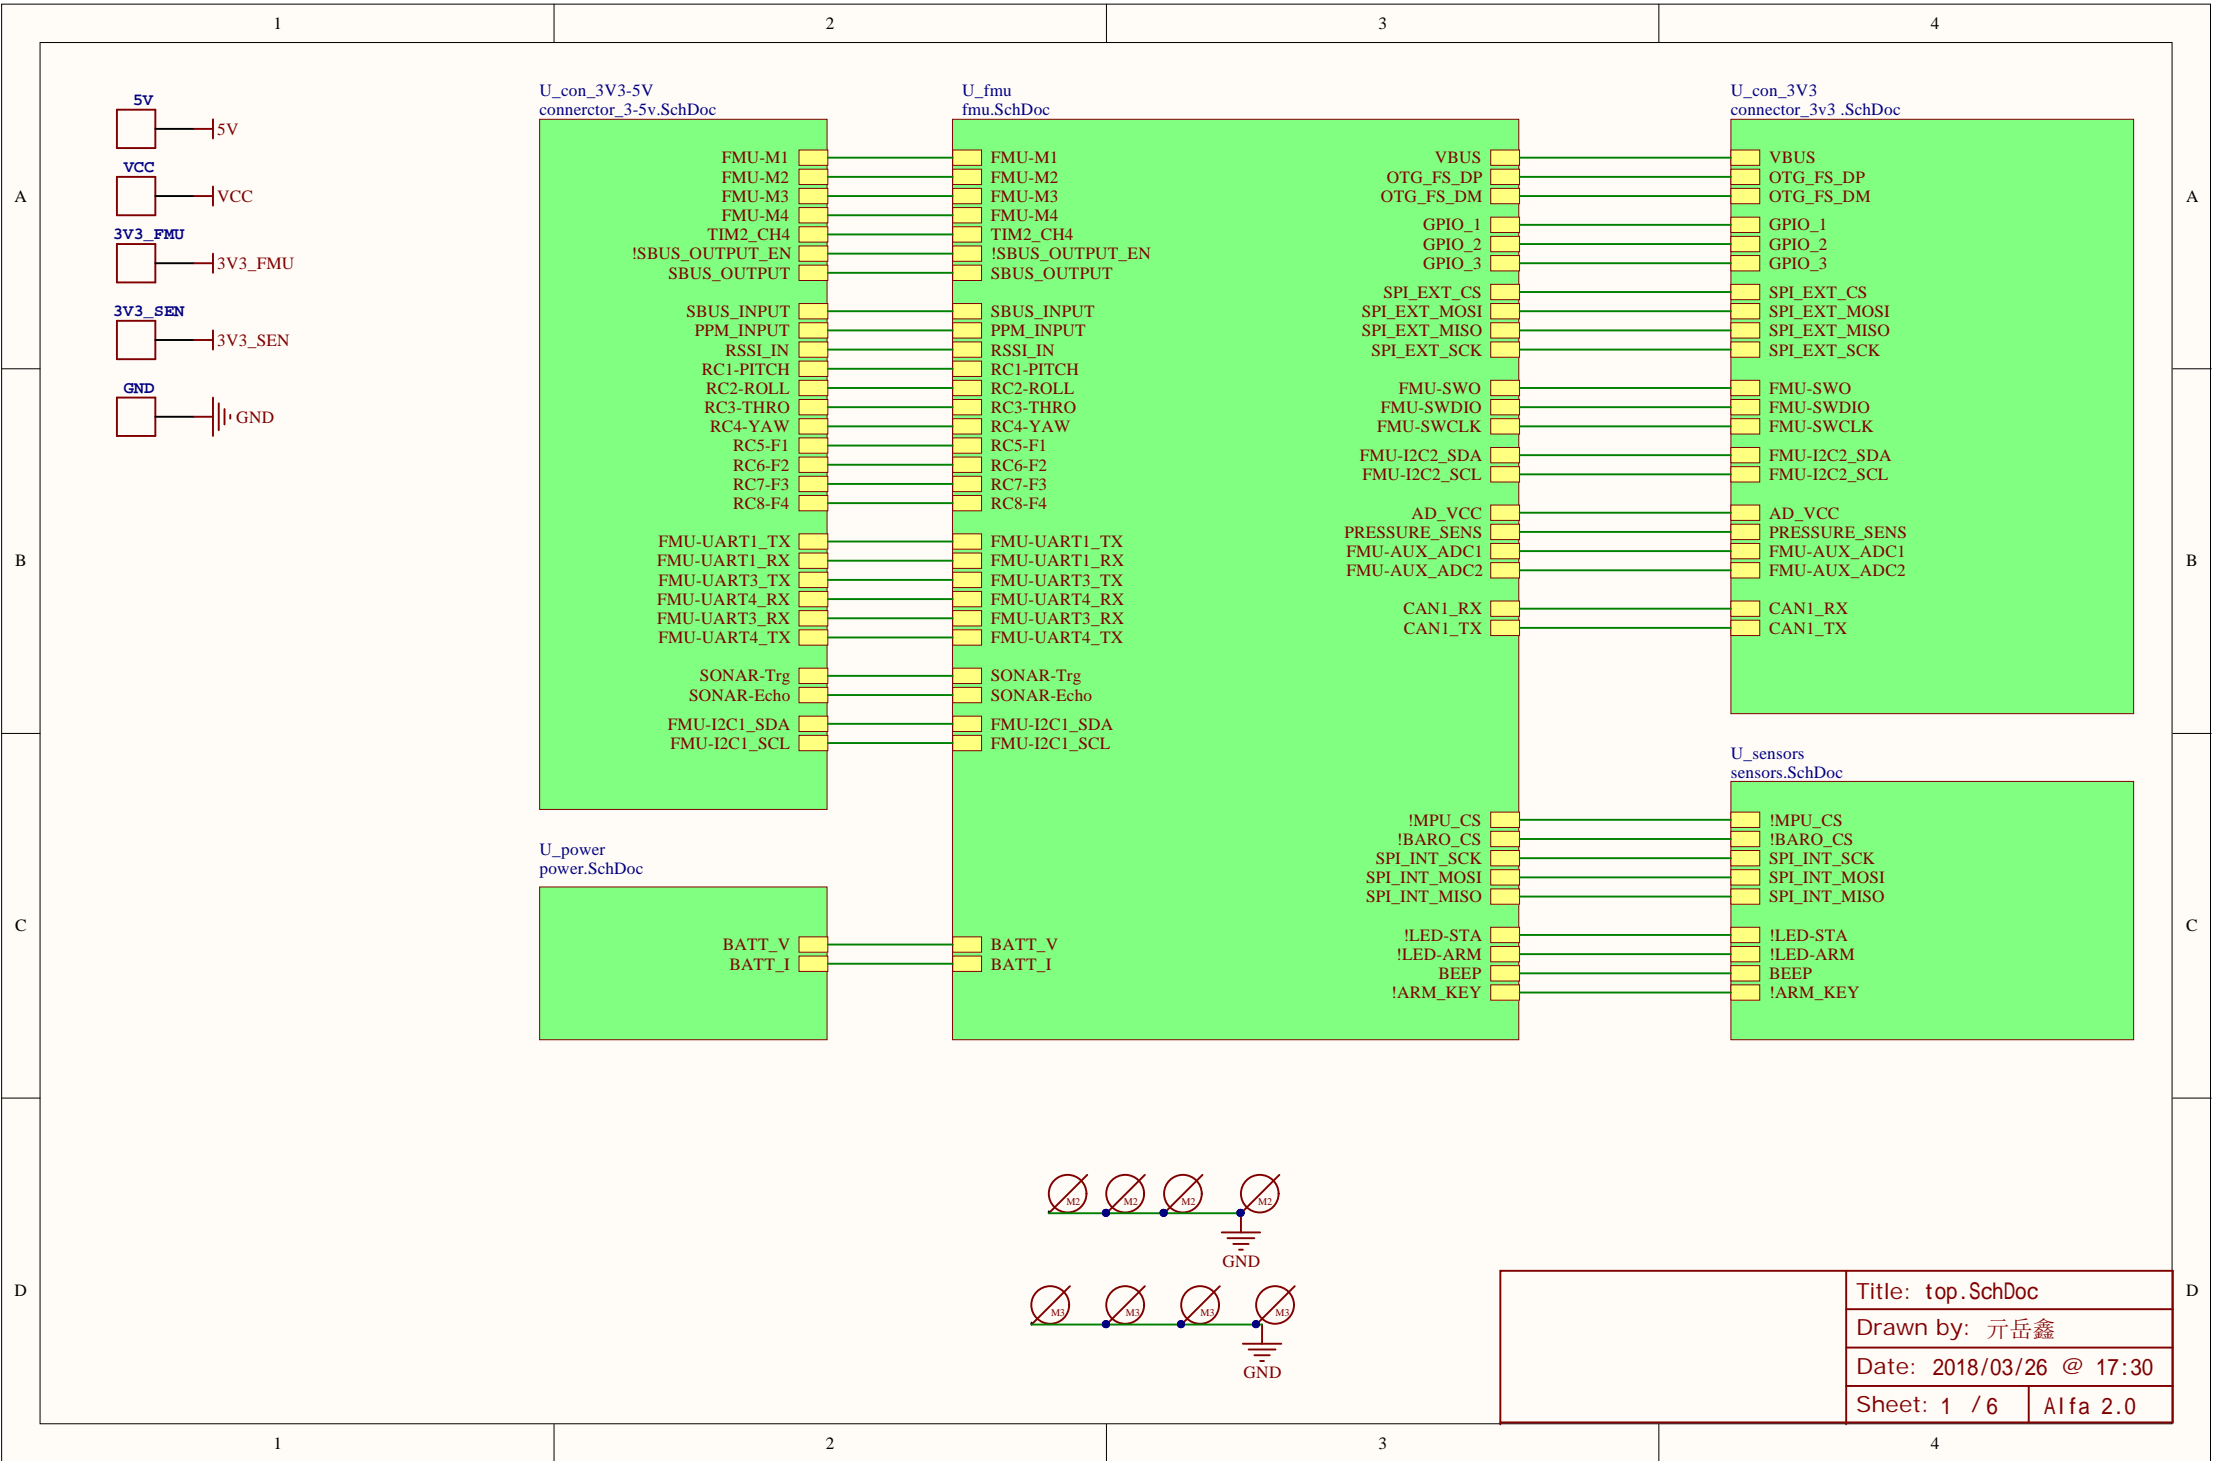 1 2 3 4
A
B
C
D
5V
5V
VCC
VCC
3V3_FMU
3V3_FMU
3V3_SEN
3V3_SEN
GND
GND
U_con_3V3-5V
connerctor_3-5v.SchDoc
FMU-M1
FMU-M2
FMU-M3
FMU-M4
TIM2_CH4
!SBUS_OUTPUT_EN
SBUS_OUTPUT
SBUS_INPUT
PPM_INPUT
RSSI_IN
RC1-PITCH
RC2-ROLL
RC3-THRO
RC4-YAW
RC5-F1
RC6-F2
RC7-F3
RC8-F4
FMU-UART1_TX
FMU-UART1_RX
FMU-UART3_TX
FMU-UART4_RX
FMU-UART3_RX
FMU-UART4_TX
SONAR-Trg
SONAR-Echo
FMU-I2C1_SDA
FMU-I2C1_SCL
U_power
power.SchDoc
BATT_V
BATT_I
U_fmu
fmu.SchDoc
FMU-M1
FMU-M2
FMU-M3
FMU-M4
TIM2_CH4
!SBUS_OUTPUT_EN
SBUS_OUTPUT
SBUS_INPUT
PPM_INPUT
RSSI_IN
RC1-PITCH
RC2-ROLL
RC3-THRO
RC4-YAW
RC5-F1
RC6-F2
RC7-F3
RC8-F4
FMU-UART1_TX
FMU-UART1_RX
FMU-UART3_TX
FMU-UART4_RX
FMU-UART3_RX
FMU-UART4_TX
SONAR-Trg
SONAR-Echo
FMU-I2C1_SDA
FMU-I2C1_SCL
BATT_V
BATT_I
VBUS
OTG_FS_DP
OTG_FS_DM
GPIO_1
GPIO_2
GPIO_3
SPI_EXT_CS
SPI_EXT_MOSI
SPI_EXT_MISO
SPI_EXT_SCK
FMU-SWO
FMU-SWDIO
FMU-SWCLK
FMU-I2C2_SDA
FMU-I2C2_SCL
AD_VCC
PRESSURE_SENS
FMU-AUX_ADC1
FMU-AUX_ADC2
CAN1_RX
CAN1_TX
!MPU_CS
!BARO_CS
SPI_INT_SCK
SPI_INT_MOSI
SPI_INT_MISO
!LED-STA
!LED-ARM
BEEP
!ARM_KEY
U_con_3V3
connector_3v3 .SchDoc
VBUS
OTG_FS_DP
OTG_FS_DM
GPIO_1
GPIO_2
GPIO_3
SPI_EXT_CS
SPI_EXT_MOSI
SPI_EXT_MISO
SPI_EXT_SCK
FMU-SWO
FMU-SWDIO
FMU-SWCLK
FMU-I2C2_SDA
FMU-I2C2_SCL
AD_VCC
PRESSURE_SENS
FMU-AUX_ADC1
FMU-AUX_ADC2
CAN1_RX
CAN1_TX
U_sensors
sensors.SchDoc
!MPU_CS
!BARO_CS
SPI_INT_SCK
SPI_INT_MOSI
SPI_INT_MISO
!LED-STA
!LED-ARM
BEEP
!ARM_KEY
A
B
C
D
M2 M2 M2 M2
GND
M3 M3 M3 M3
GND
Title: top.SchDoc
Drawn by: 亓岳鑫
Date: 2018/03/26 @ 17:30
Sheet: 1 / 6 Alfa 2.0
1 2 3 4